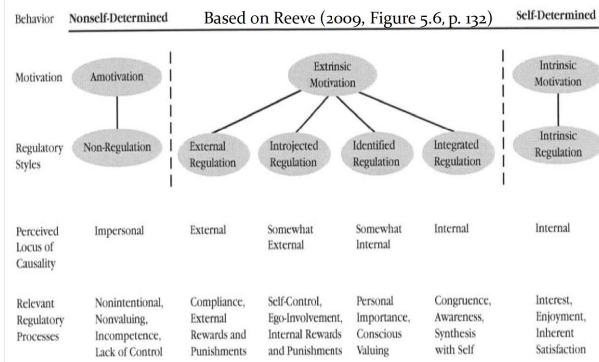 Behavior Nonself-Determined Based on Reeve (2009, Figure 5.6, p. 132) Self-Determined
Motivation Amotivation Extrinsic Motivation Intrinsic Motivation
Regulatory Styles Non-Regulation External Regulation Introjected Regulation Identified Regulation Integrated Regulation Intrinsic Regulation
Perceived Locus of Causality Impersonal External Somewhat External Somewhat Internal Internal Internal
Relevant Regulatory Processes
Nonintentional, Nonvaluing, Incompetence, Lack of Control
Compliance, External Rewards and Punishments
Self-Control, Ego-Involvement, Internal Rewards and Punishments
Personal Importance, Conscious Valuing
Congruence, Awareness, Synthesis with Self
Interest, Enjoyment, Inherent Satisfaction